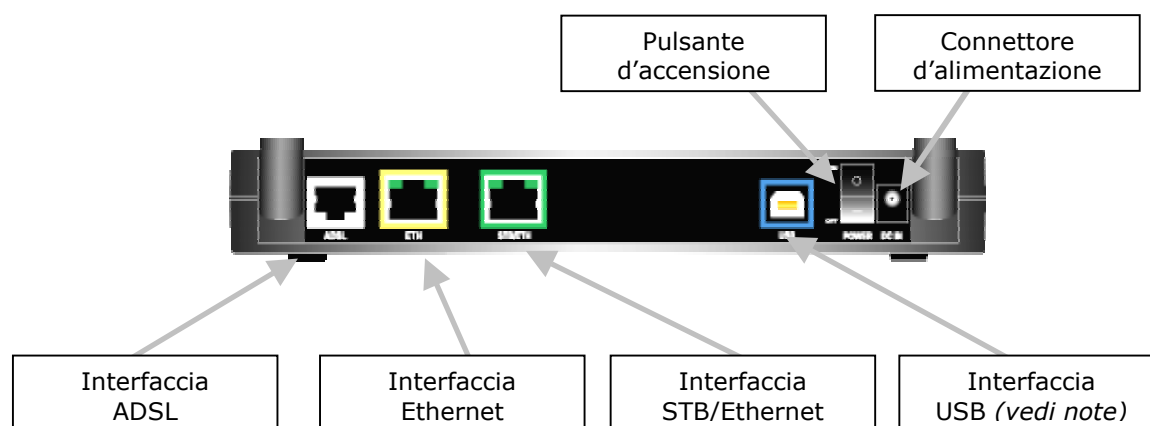 Pulsante
d'accensione
Connettore
d'alimentazione
OFF
ADSL
ETH
STB/ETH
USB
POWER
DC IN
Interfaccia
ADSL
Interfaccia
Ethernet
Interfaccia
STB/Ethernet
Interfaccia
USB (vedi note)